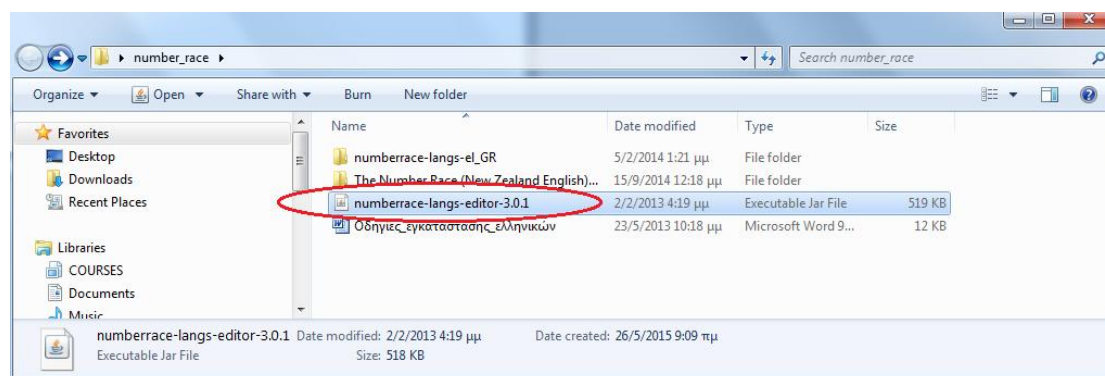 number_race
Search number_race
Organize Open Share with Burn New folder
Name Date modified Type Size
Favorites
Desktop
Downloads
Recent Places
Libraries
COURSES
Documents
Music
numberrace-langs-el_GR 5/2/2014 1:21 μμ File folder
The Number Race (New Zealand English)... 15/9/2014 12:18 μμ File folder
numberrace-langs-editor-3.0.1 2/2/2013 4:19 μμ Executable Jar File 519 KB
Οδηγίες_εγκατάστασης_ελληνικών 23/5/2013 10:18 μμ Microsoft Word 9... 12 KB
numberrace-langs-editor-3.0.1 Date modified: 2/2/2013 4:19 μμ Date created: 26/5/2015 9:09 πμ
Executable Jar File Size: 518 KB